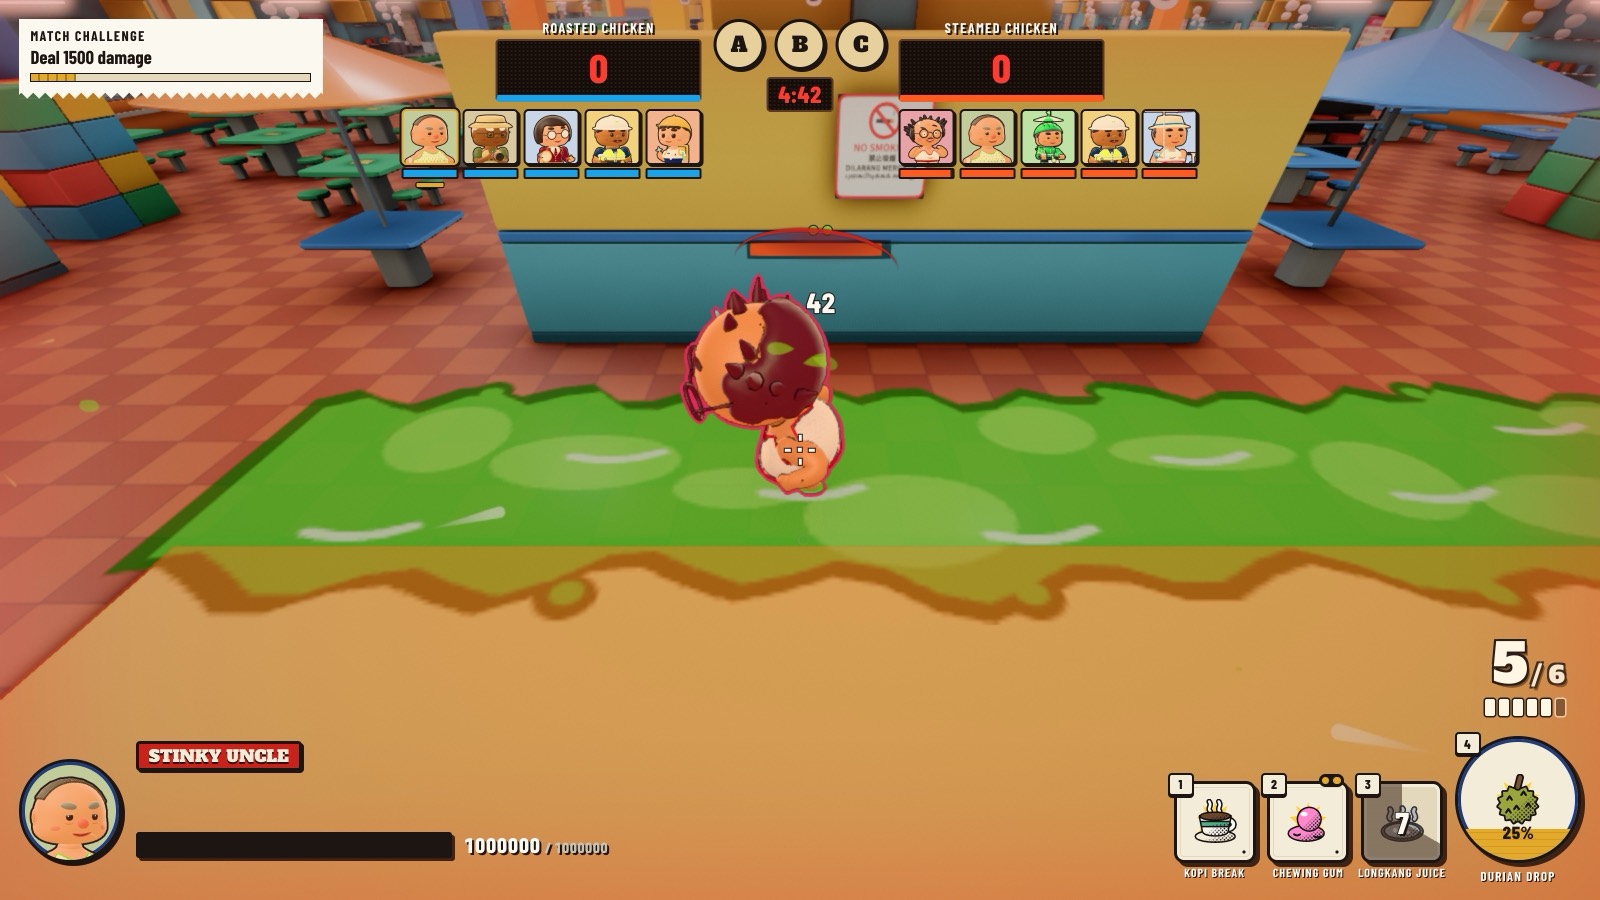 MATCH CHALLENGE
Deal 1500 damage
ROASTED CHICKEN
0
A B C
4:42
STEAMED CHICKEN
0
NO SMOKI
42
5/6
STINKY UNCLE
1000000 / 1000000
1
2
3
4
7
25%
KOPI BREAK
CHEWING GUM
LONGKANG JUICE
DURIAN DROP